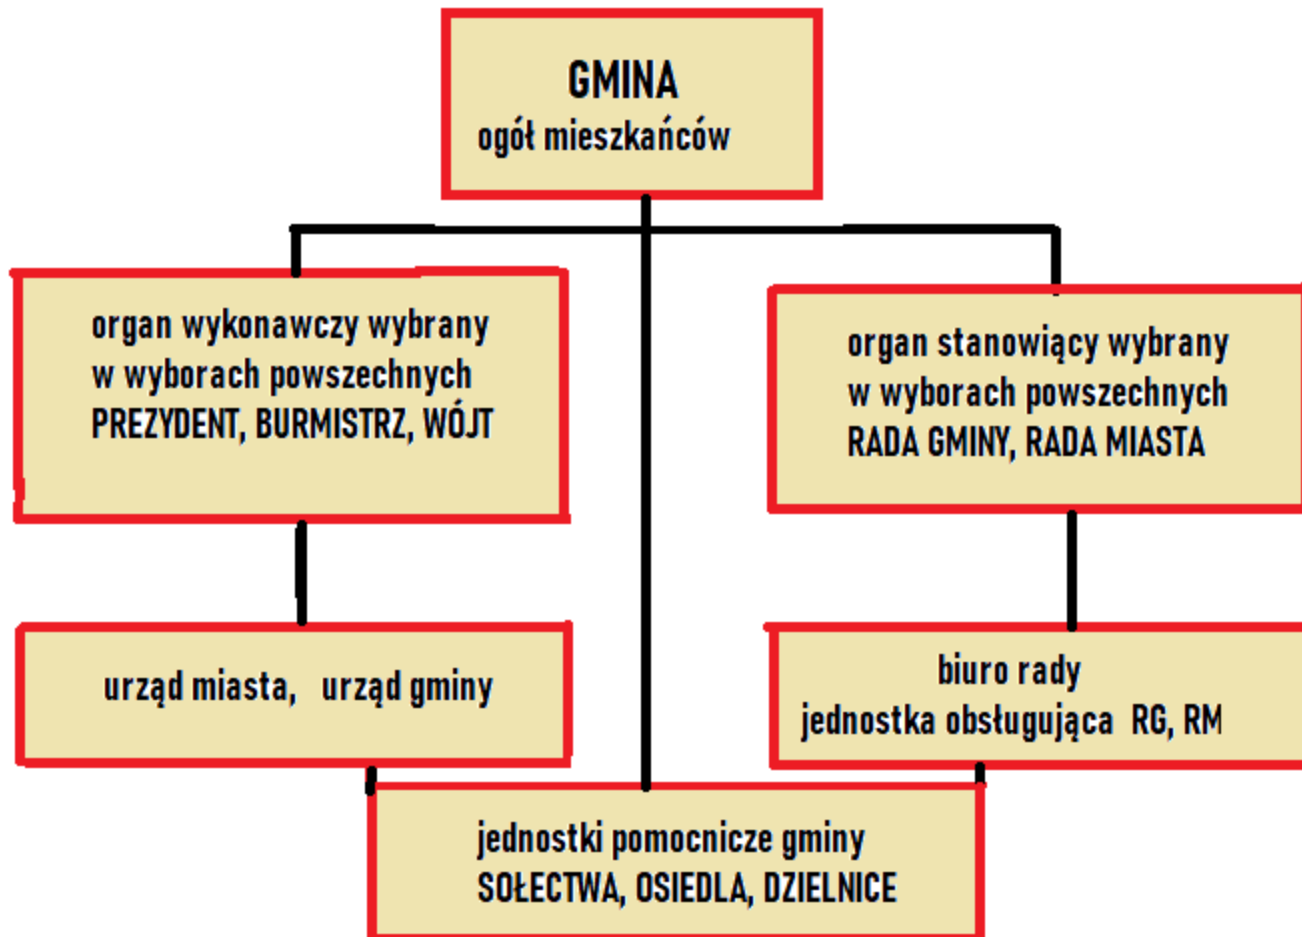 GMINA
ogół mieszkańców
organ wykonawczy wybrany
w wyborach powszechnych
PREZYDENT, BURMISTRZ, WÓJT
organ stanowiący wybrany
w wyborach powszechnych
RADA GMINY, RADA MIASTA
urząd miasta, urząd gminy
biuro rady
jednostka obsługująca RG, RM
jednostki pomocnicze gminy
SOŁECTWA, OSIEDLA, DZIELNICE